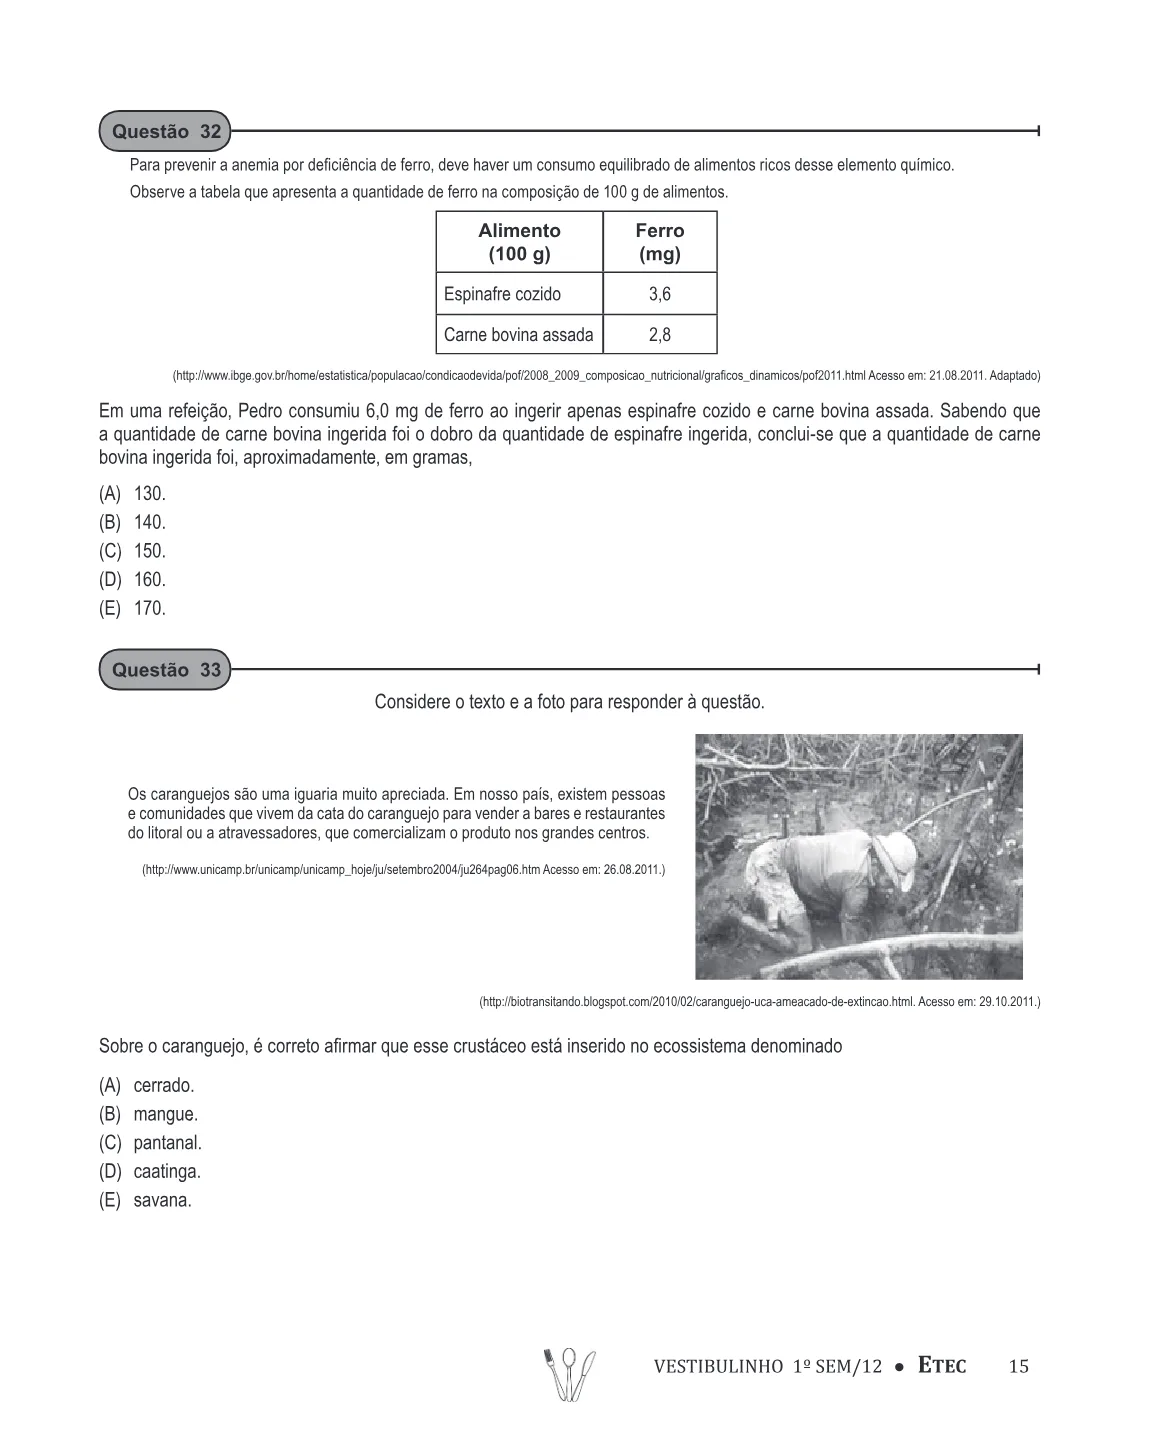 Questão 32
Para prevenir a anemia por deficiência de ferro, deve haver um consumo equilibrado de alimentos ricos desse elemento químico.
Observe a tabela que apresenta a quantidade de ferro na composição de 100 g de alimentos.
Alimento Ferro
(100 g) (mg)
Espinafre cozido 3,6
Carne bovina assada 2,8
(http://www.ibge.gov.br/home/estatistica/populacao/condicaodevida/pof/2008_2009_composicao_nutricional/graficos_dinamicos/pof2011.html Acesso em: 21.08.2011. Adaptado)
Em uma refeição, Pedro consumiu 6,0 mg de ferro ao ingerir apenas espinafre cozido e carne bovina assada. Sabendo que
a quantidade de carne bovina ingerida foi o dobro da quantidade de espinafre ingerida, conclui-se que a quantidade de carne
bovina ingerida foi, aproximadamente, em gramas,
(A) 130.
(B) 140.
(C) 150.
(D) 160.
(E) 170.
Questão 33
Considere o texto e a foto para responder à questão.
Os caranguejos são uma iguaria muito apreciada. Em nosso país, existem pessoas
e comunidades que vivem da cata do caranguejo para vender a bares e restaurantes
do litoral ou a atravessadores, que comercializam o produto nos grandes centros.
(http://www.unicamp.br/unicamp/unicamp_hoje/ju/setembro2004/ju264pag06.htm Acesso em: 26.08.2011.)
(http://biotransitando.blogspot.com/2010/02/caranguejo-uca-ameacado-de-extincao.html. Acesso em: 29.10.2011.)
Sobre o caranguejo, é correto afirmar que esse crustáceo está inserido no ecossistema denominado
(A) cerrado.
(B) mangue.
(C) pantanal.
(D) caatinga.
(E) savana.
VESTIBULINHO 1º SEM/12 • ETEC 15